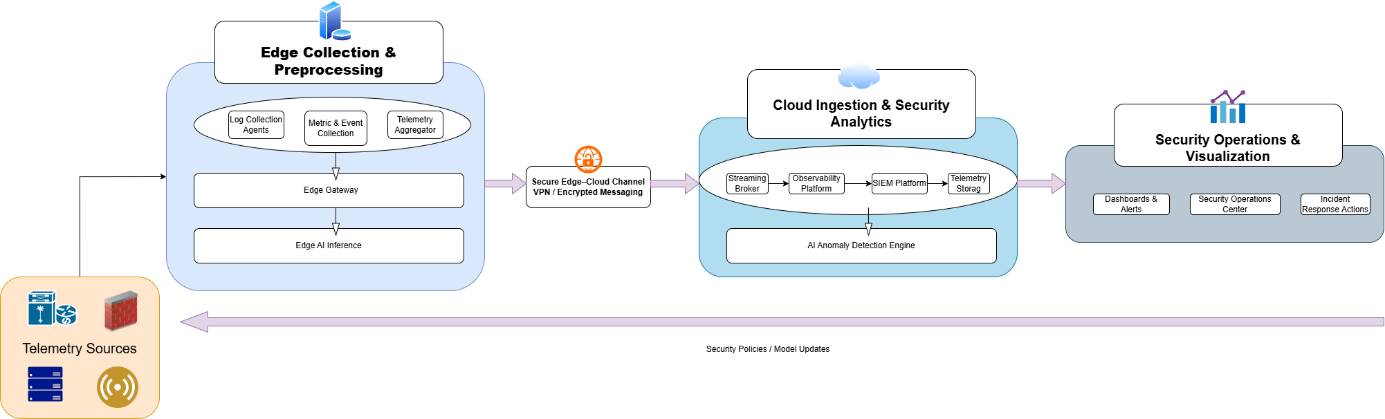 Edge Collection &
Preprocessing
Log Collection
Agents
Metric & Event
Collection
Telemetry
Aggregator
Edge Gateway
Edge AI Inference
Telemetry Sources
Secure Edge–Cloud Channel
VPN / Encrypted Messaging
Cloud Ingestion & Security
Analytics
Streaming
Broker
Observability
Platform
SIEM Platform
Telemetry
Storag
AI Anomaly Detection Engine
Security Operations &
Visualization
Dashboards &
Alerts
Security Operations
Center
Incident
Response Actions
Security Policies / Model Updates